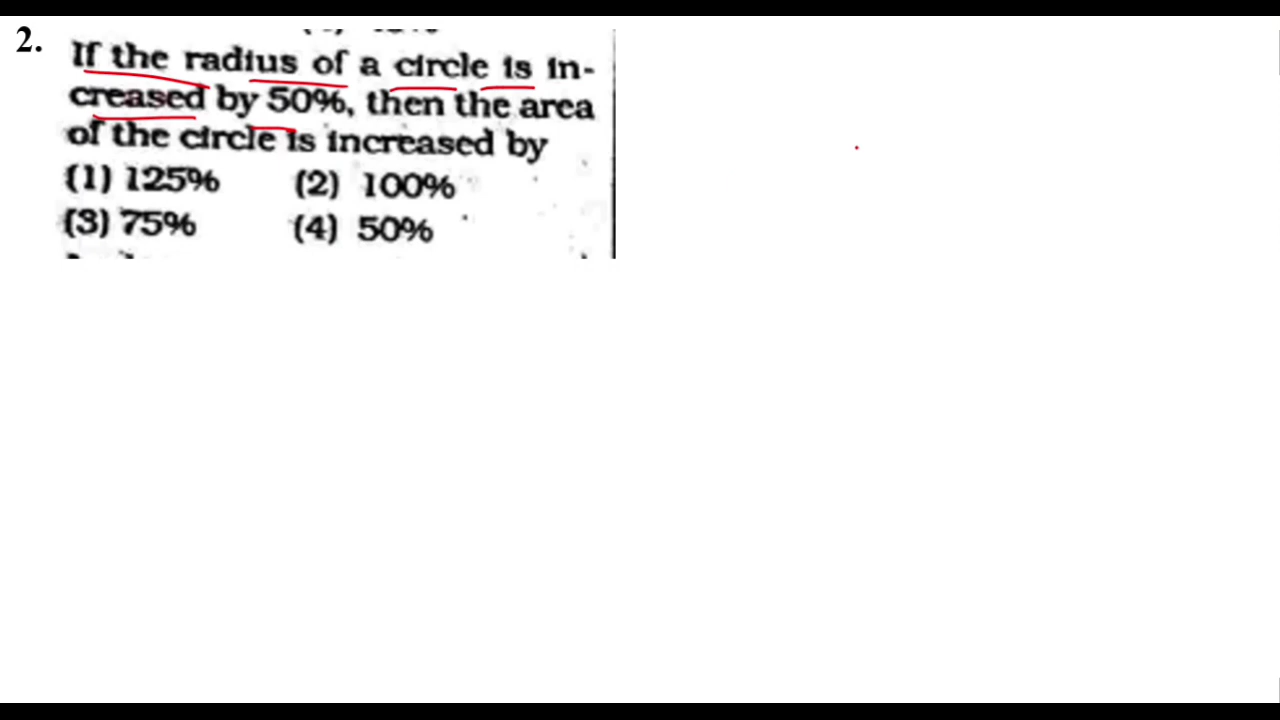 2.
If the radius of a circle is in-
creased by 50%, then the area
of the circle is increased by
(1) 125% (2) 100%
(3) 75% (4) 50%